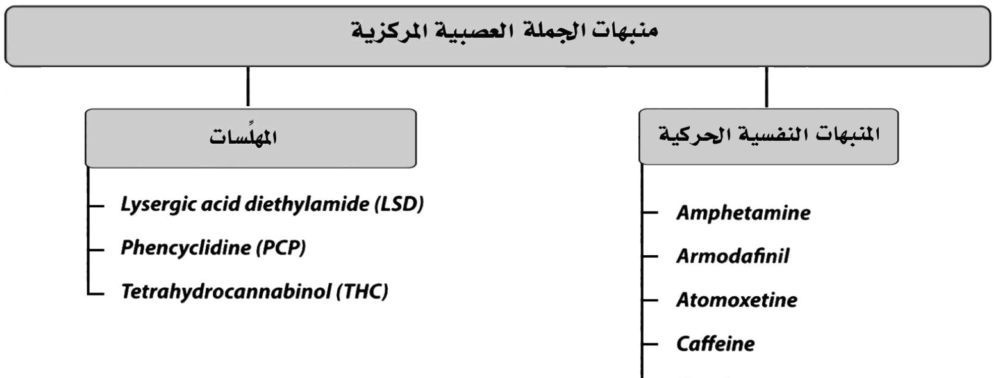 منبهات الجملة العصبية المركزية
المنبهات النفسية الحركية
Amphetamine
Armodafinil
Atomoxetine
Caffeine
المهلِّسات
Lysergic acid diethylamide (LSD)
Phencyclidine (PCP)
Tetrahydrocannabinol (THC)